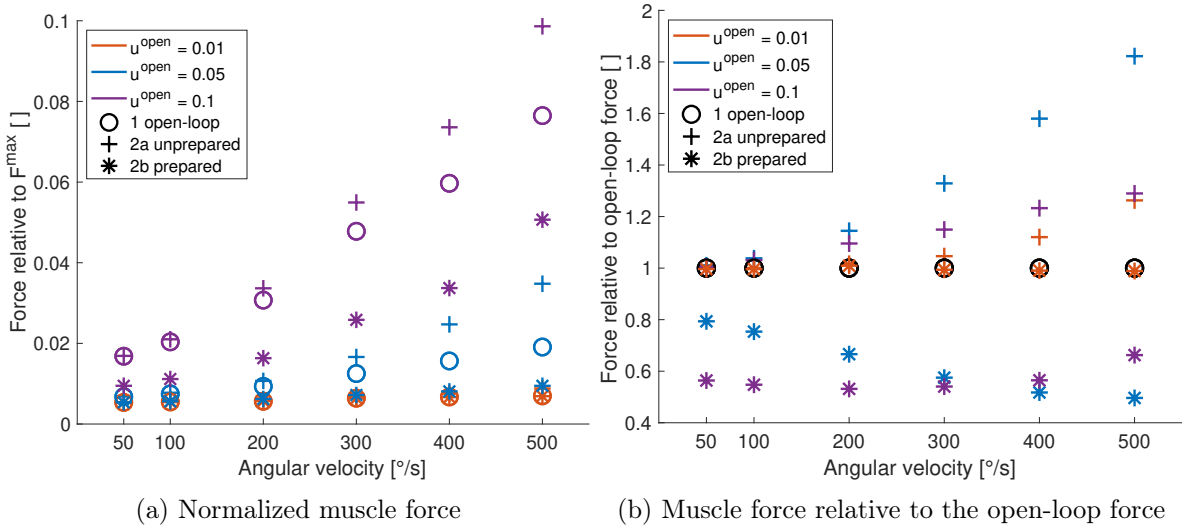 0.1
0.08
0.06
0.04
0.02
0
Force relative to F^max [ ]
u^open = 0.01
u^open = 0.05
u^open = 0.1
1 open-loop
2a unprepared
2b prepared
50 100 200 300 400 500
Angular velocity [°/s]
(a) Normalized muscle force
2
1.8
1.6
1.4
1.2
1
0.8
0.6
0.4
Force relative to open-loop force [ ]
u^open = 0.01
u^open = 0.05
u^open = 0.1
1 open-loop
2a unprepared
2b prepared
50 100 200 300 400 500
Angular velocity [°/s]
(b) Muscle force relative to the open-loop force